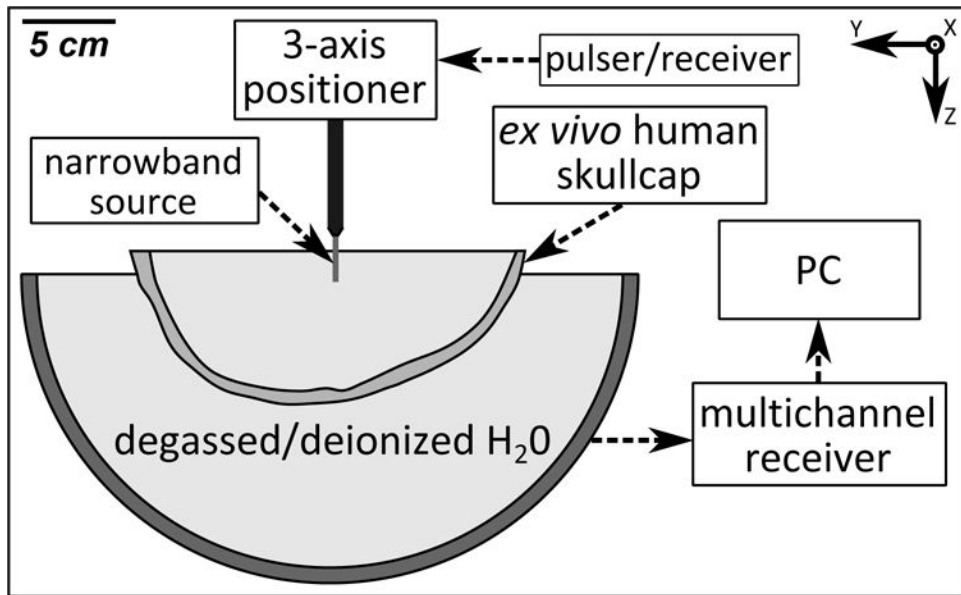 5 cm
3-axis
positioner
pulser/receiver
X
Y
Z
narrowband
source
ex vivo human
skullcap
PC
degassed/deionized H₂0
multichannel
receiver